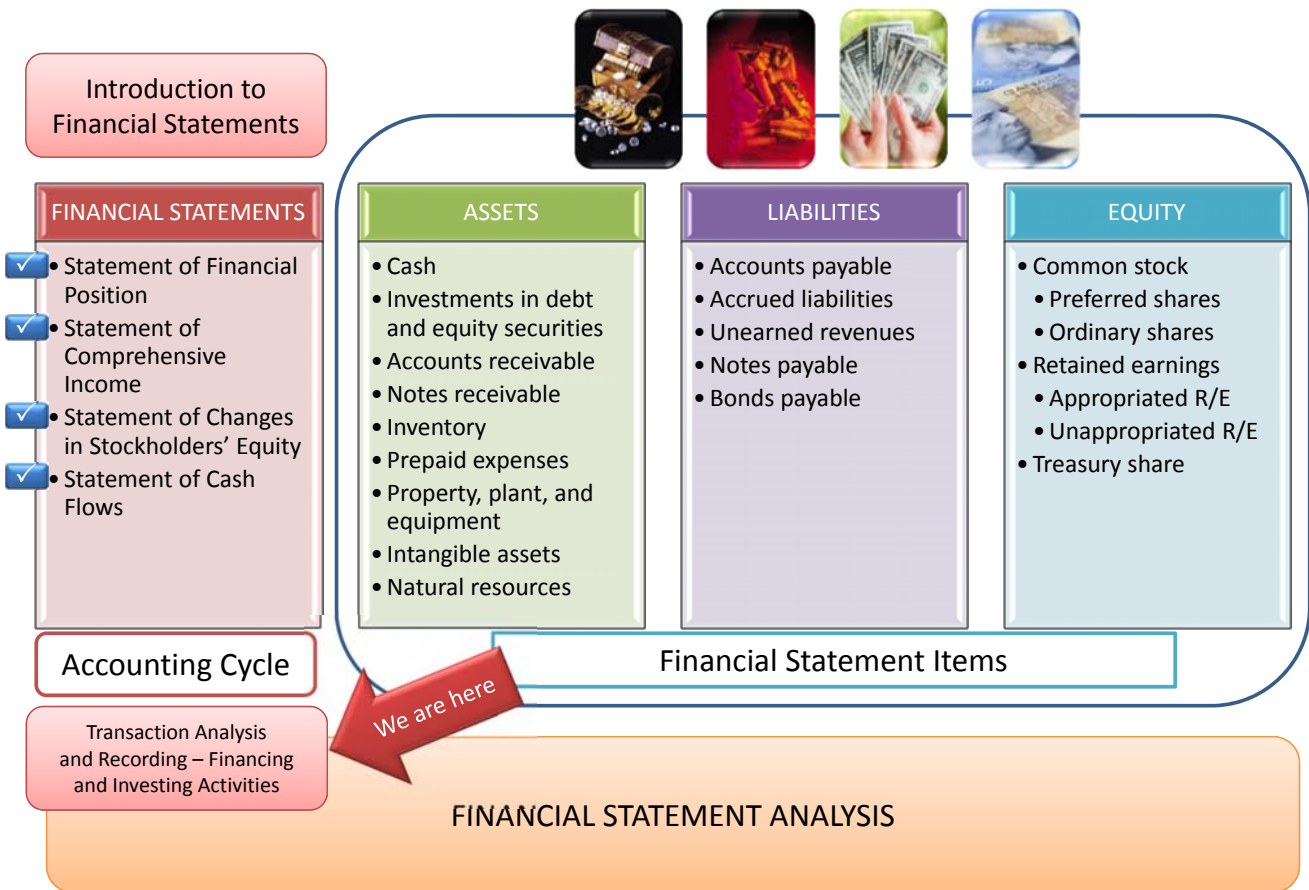 Introduction to
Financial Statements
FINANCIAL STATEMENTS
• Statement of Financial
Position
• Statement of
Comprehensive
Income
• Statement of Changes
in Stockholders’ Equity
• Statement of Cash
Flows
ASSETS
• Cash
• Investments in debt
and equity securities
• Accounts receivable
• Notes receivable
• Inventory
• Prepaid expenses
• Property, plant, and
equipment
• Intangible assets
• Natural resources
LIABILITIES
• Accounts payable
• Accrued liabilities
• Unearned revenues
• Notes payable
• Bonds payable
EQUITY
• Common stock
• Preferred shares
• Ordinary shares
• Retained earnings
• Appropriated R/E
• Unappropriated R/E
• Treasury share
Accounting Cycle
Financial Statement Items
We are here
Transaction Analysis
and Recording – Financing
and Investing Activities
FINANCIAL STATEMENT ANALYSIS